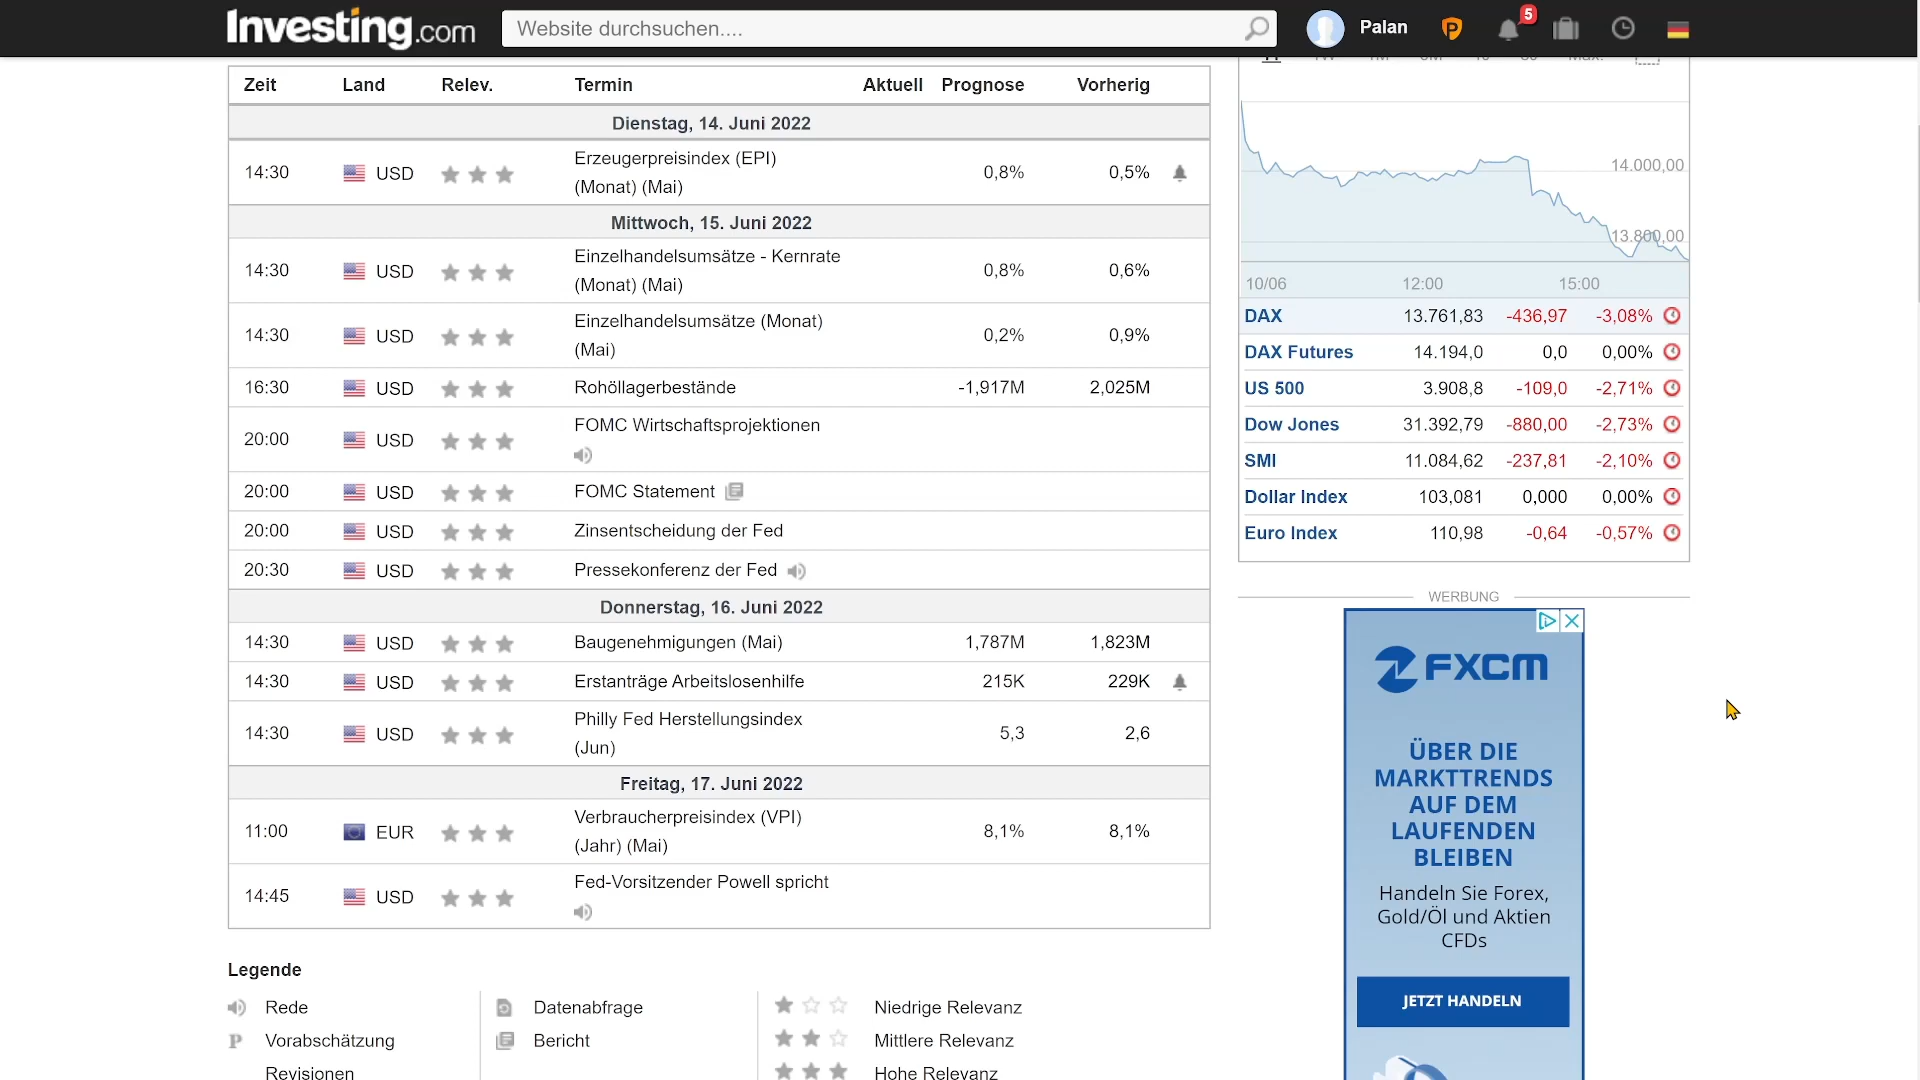 Investing.com
Website durchsuchen....
Palan
5
Zeit Land Relev. Termin Aktuell Prognose Vorherig
Dienstag, 14. Juni 2022
14:30 USD Erzeugerpreisindex (EPI) (Monat) (Mai) 0,8% 0,5%
Mittwoch, 15. Juni 2022
14:30 USD Einzelhandelsumsätze - Kernrate (Monat) (Mai) 0,8% 0,6%
14:30 USD Einzelhandelsumsätze (Monat) (Mai) 0,2% 0,9%
16:30 USD Rohöllagerbestände -1,917M 2,025M
20:00 USD FOMC Wirtschaftsprojektionen
20:00 USD FOMC Statement
20:00 USD Zinsentscheidung der Fed
20:30 USD Pressekonferenz der Fed
Donnerstag, 16. Juni 2022
14:30 USD Baugenehmigungen (Mai) 1,787M 1,823M
14:30 USD Erstanträge Arbeitslosenhilfe 215K 229K
14:30 USD Philly Fed Herstellungsindex (Jun) 5,3 2,6
Freitag, 17. Juni 2022
11:00 EUR Verbraucherpreisindex (VPI) (Jahr) (Mai) 8,1% 8,1%
14:45 USD Fed-Vorsitzender Powell spricht
Legende
Rede
P Vorabschätzung
Revisionen
Datenabfrage
Bericht
Niedrige Relevanz
Mittlere Relevanz
Hohe Relevanz
14.000,00
13.800,00
10/06 12:00 15:00
DAX 13.761,83 -436,97 -3,08%
DAX Futures 14.194,0 0,0 0,00%
US 500 3.908,8 -109,0 -2,71%
Dow Jones 31.392,79 -880,00 -2,73%
SMI 11.084,62 -237,81 -2,10%
Dollar Index 103,081 0,000 0,00%
Euro Index 110,98 -0,64 -0,57%
WERBUNG
FXCM
ÜBER DIE
MARKTTRENDS
AUF DEM
LAUFENDEN
BLEIBEN
Handeln Sie Forex,
Gold/Öl und Aktien
CFDs
JETZT HANDELN